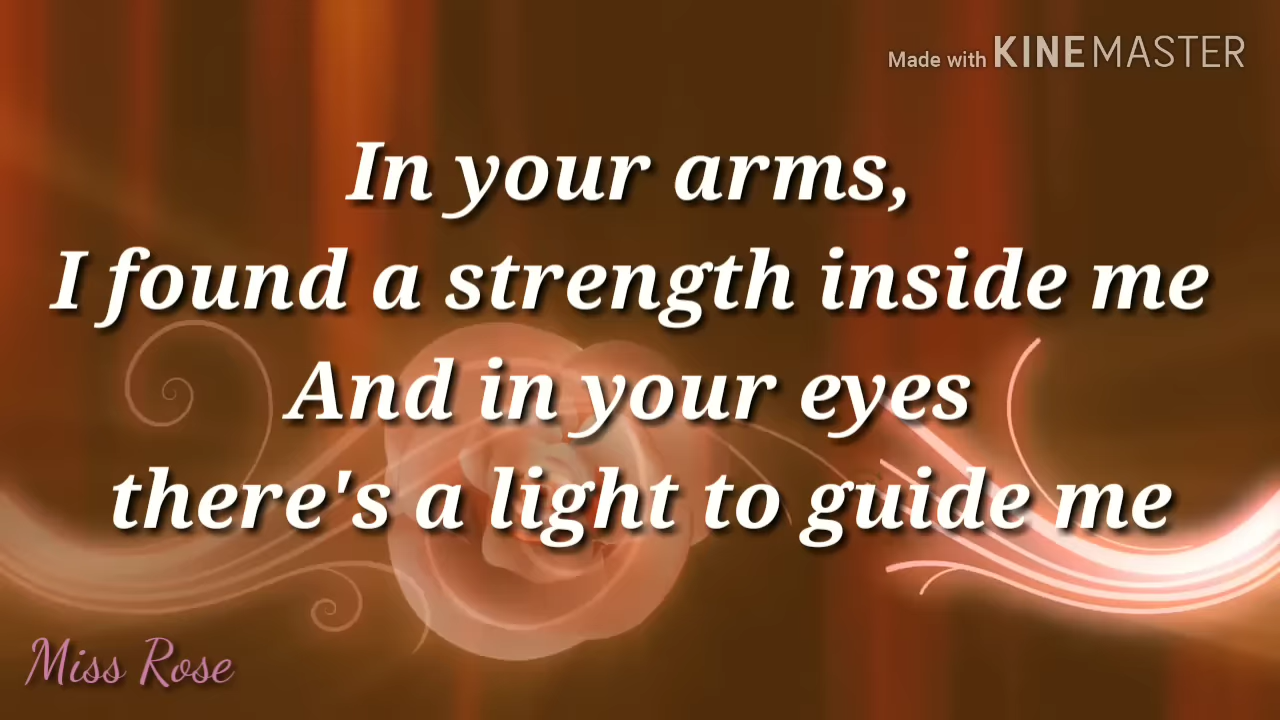 Made with KINEMASTER
In your arms,
I found a strength inside me
And in your eyes
there's a light to guide me
Miss Rose